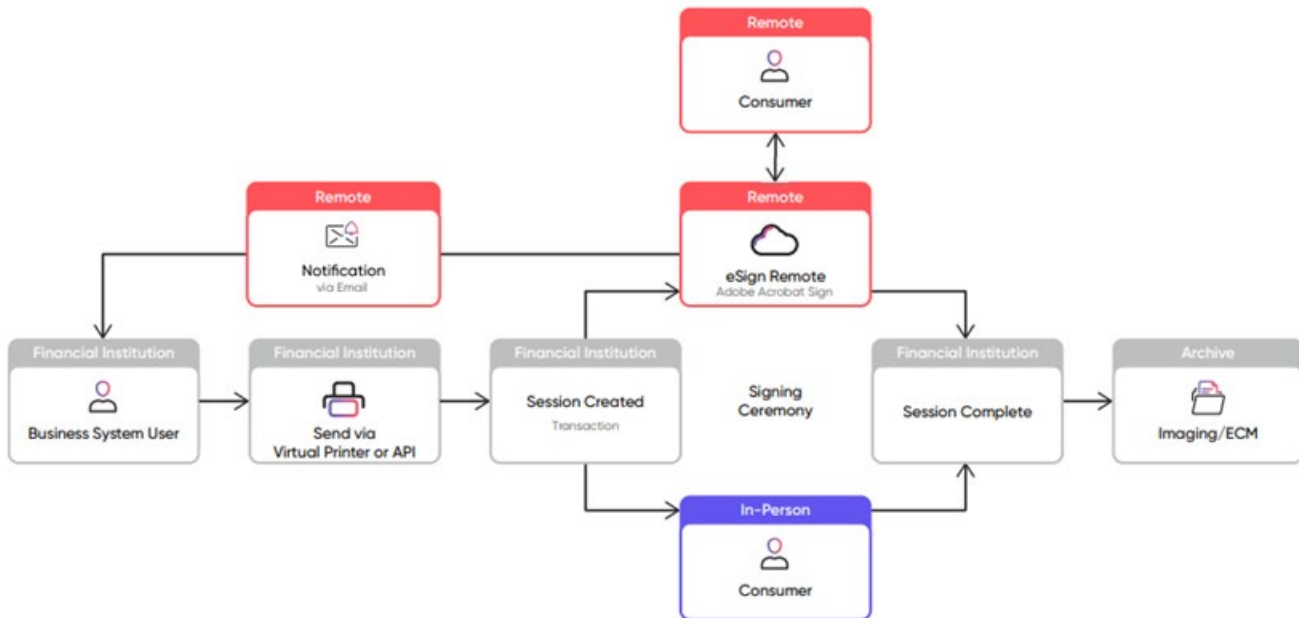 Remote
Consumer
Remote
Notification
via Email
Remote
eSign Remote
Adobe Acrobat Sign
Financial Institution
Business System User
Financial Institution
Send via
Virtual Printer or API
Financial Institution
Session Created
Transaction
Signing
Ceremony
Financial Institution
Session Complete
Archive
Imaging/ECM
In-Person
Consumer